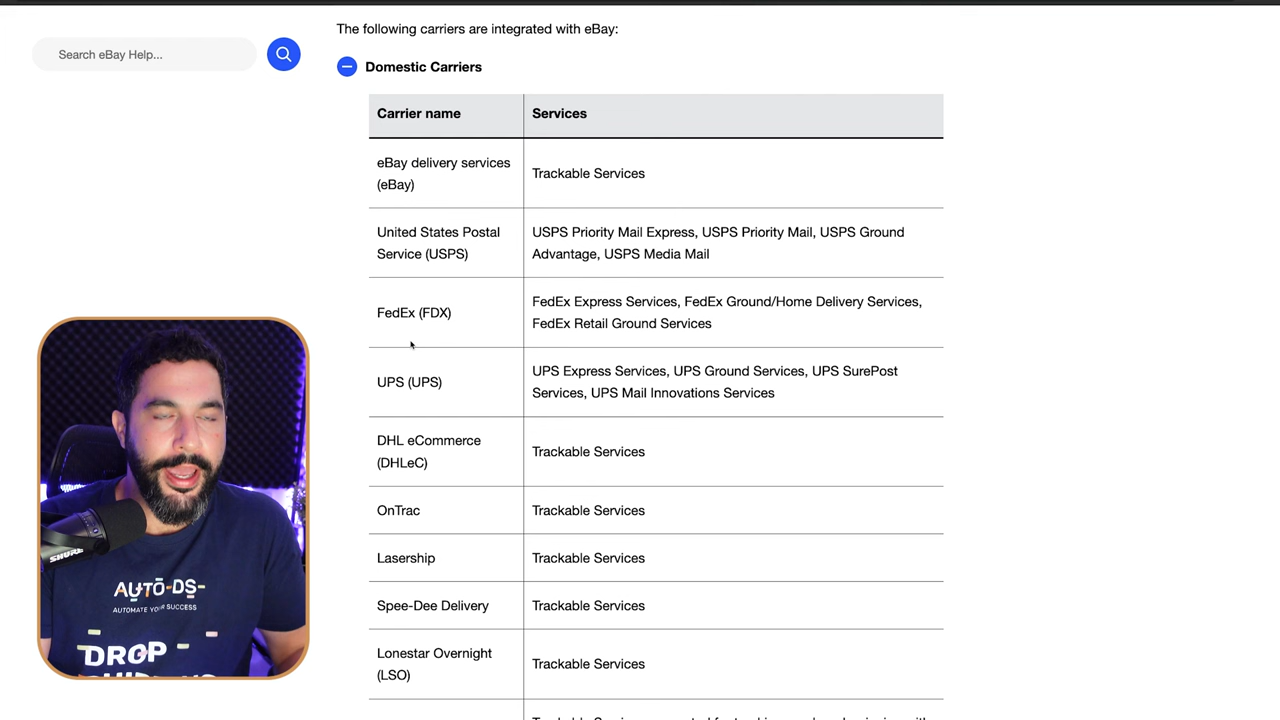 The following carriers are integrated with eBay:
Search eBay Help...
Domestic Carriers
Carrier name
Services
eBay delivery services
(eBay)
Trackable Services
United States Postal
Service (USPS)
USPS Priority Mail Express, USPS Priority Mail, USPS Ground
Advantage, USPS Media Mail
FedEx (FDX)
FedEx Express Services, FedEx Ground/Home Delivery Services,
FedEx Retail Ground Services
UPS (UPS)
UPS Express Services, UPS Ground Services, UPS SurePost
Services, UPS Mail Innovations Services
DHL eCommerce
(DHLeC)
Trackable Services
OnTrac
Trackable Services
Lasership
Trackable Services
Spee-Dee Delivery
Trackable Services
Lonestar Overnight
(LSO)
Trackable Services
SHURE
AUTO-DS
AUTOMATE YOUR SUCCESS
DROP